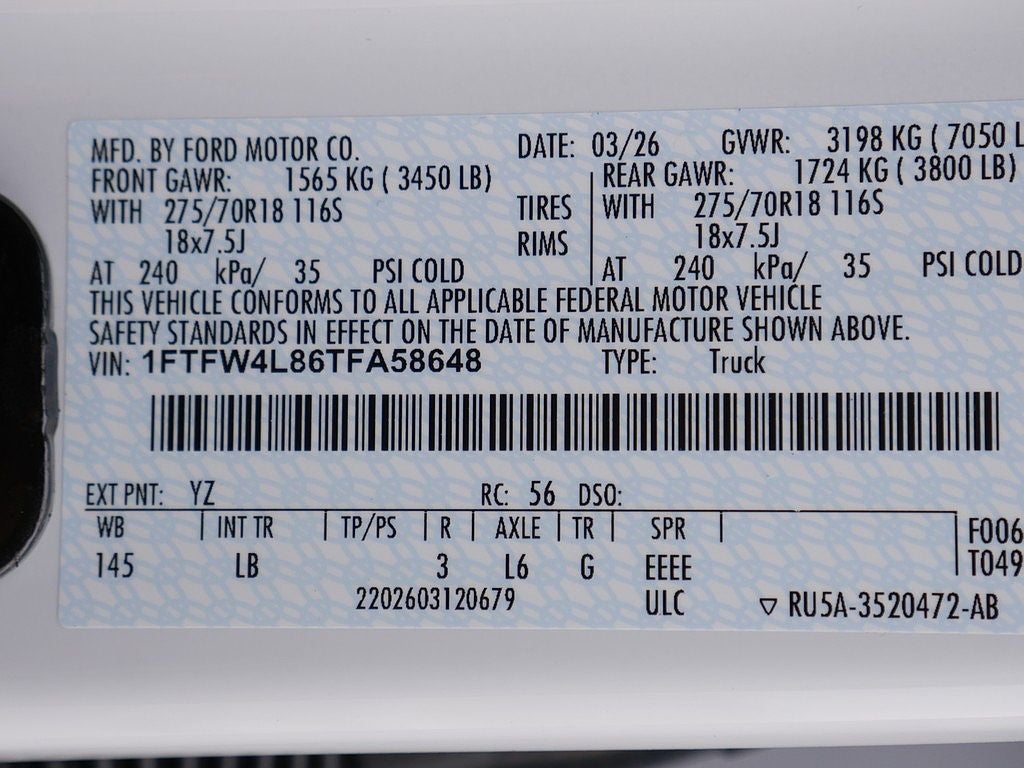 MFD. BY FORD MOTOR CO. DATE: 03/26 GVWR: 3198 KG ( 7050 L
FRONT GAWR: 1565 KG ( 3450 LB) REAR GAWR: 1724 KG ( 3800 LB)
WITH 275/70R18 116S TIRES WITH 275/70R18 116S
18x7.5J RIMS 18x7.5J
AT 240 kPa/ 35 PSI COLD AT 240 kPa/ 35 PSI COLD
THIS VEHICLE CONFORMS TO ALL APPLICABLE FEDERAL MOTOR VEHICLE
SAFETY STANDARDS IN EFFECT ON THE DATE OF MANUFACTURE SHOWN ABOVE.
VIN: 1FTFW4L86TFA58648 TYPE: Truck
EXT PNT: YZ RC: 56 DSO:
WB INT TR TP/PS R AXLE TR SPR F006
145 LB 3 L6 G EEEE T049
2202603120679 ULC ▽ RU5A-3520472-AB